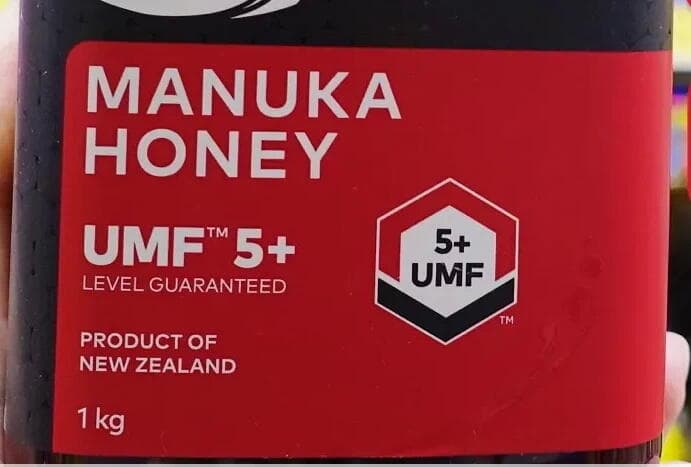 MANUKA
HONEY
UMF™ 5+
LEVEL GUARANTEED
5+
UMF
TM
PRODUCT OF
NEW ZEALAND
1 kg